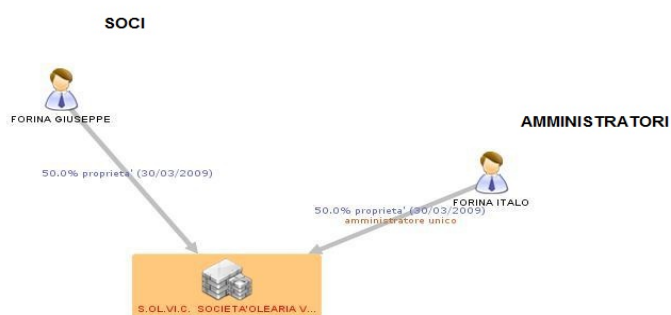 SOCI
FORINA GIUSEPPE
AMMINISTRATORI
50.0% proprieta' (30/03/2009)
FORINA ITALO
50.0% proprieta' (30/03/2009)
amministratore unico
S.OL.VI.C. SOCIETA'OLEARIA V...